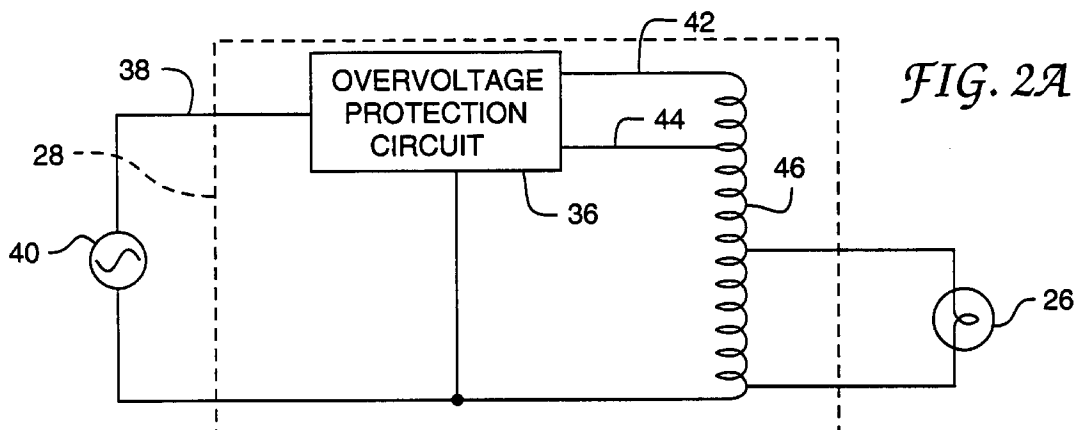 42
38
OVERVOLTAGE
PROTECTION
CIRCUIT
FIG. 2A
44
28
46
36
40
26